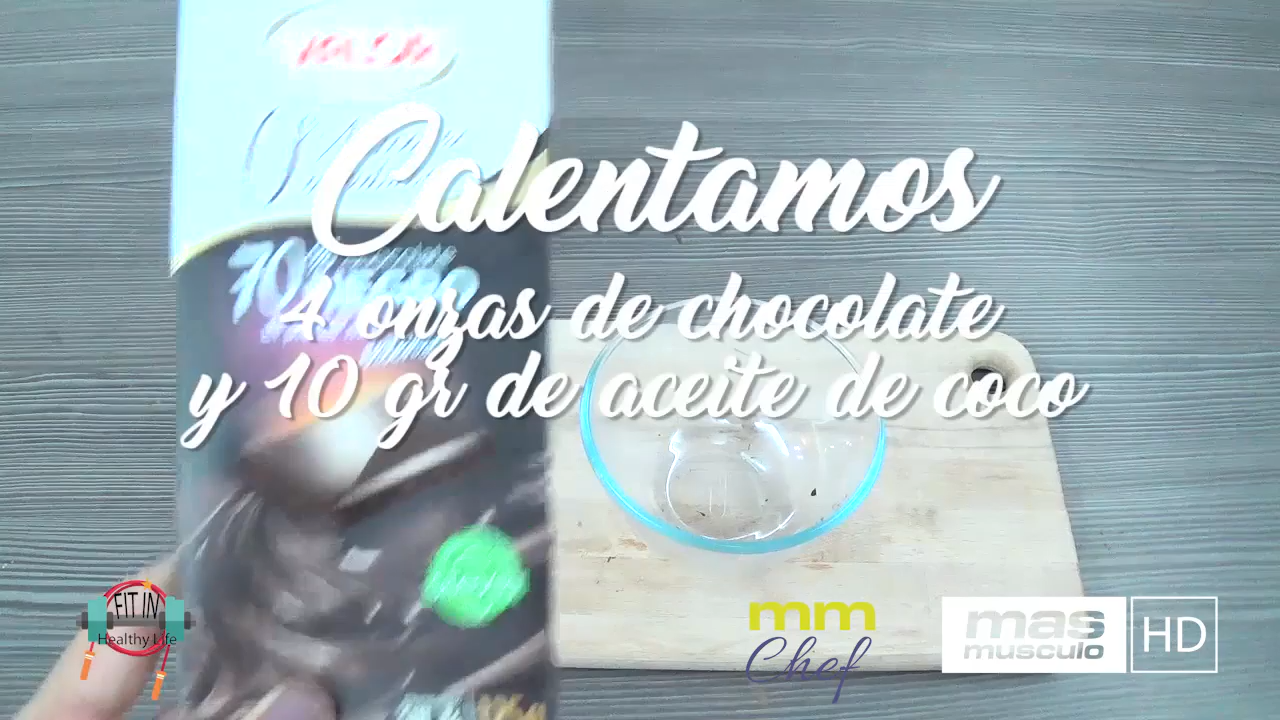 Calentamos
4 onzas de chocolate
y 10 gr de aceite de coco
70
FIT IN
Healthy Life
mm
Chef
mas
musculo
HD